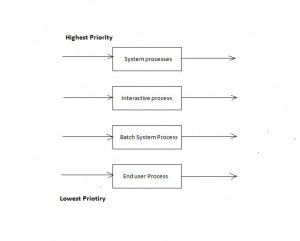 Highest Priority
System processes
Interactive process
Batch System Process
End user Process
Lowest Priotiry